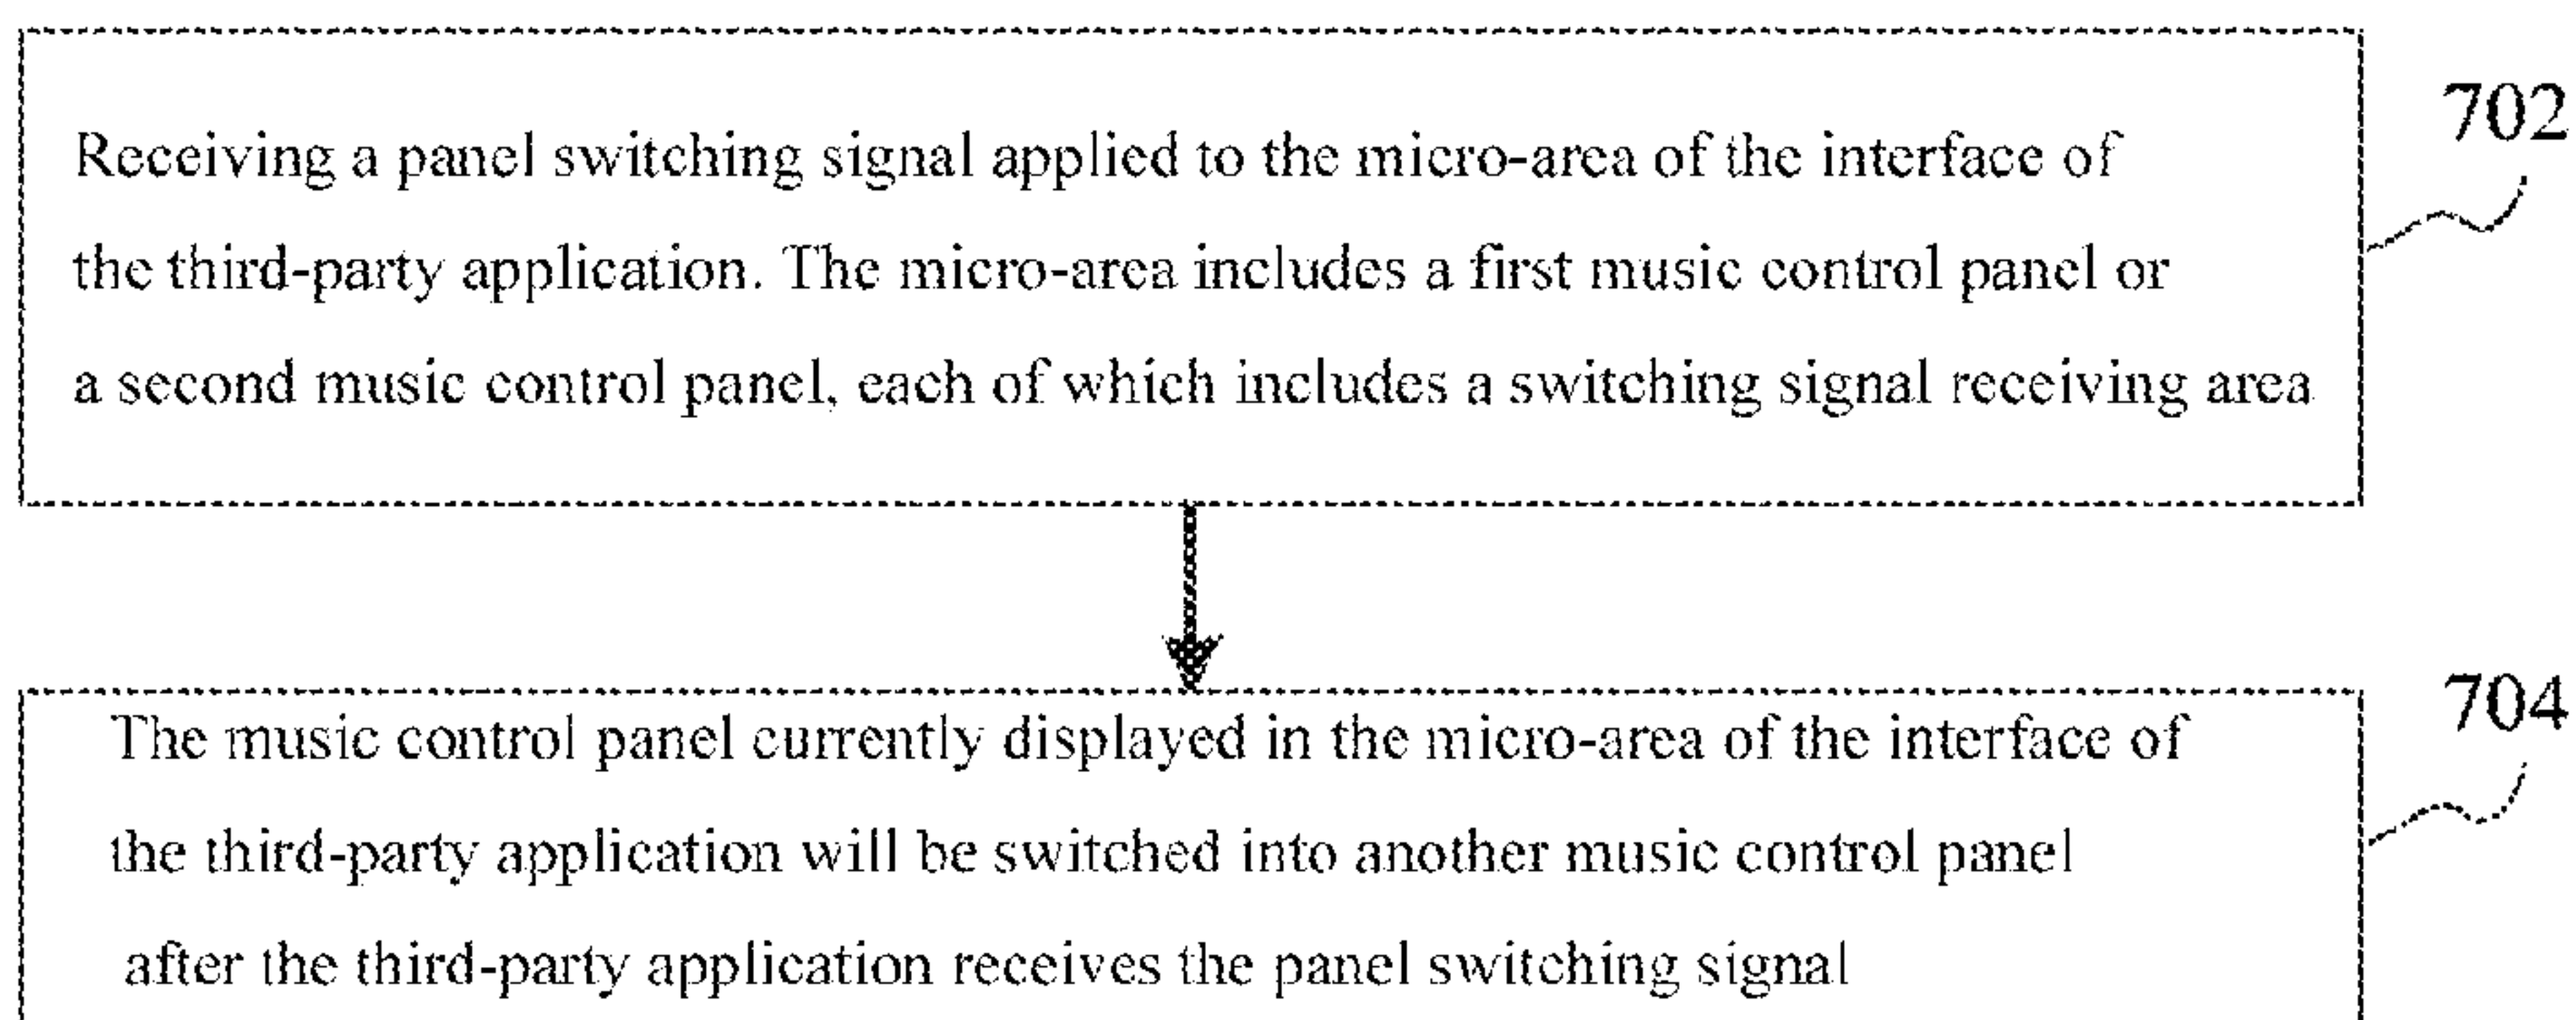 702
Receiving a panel switching signal applied to the micro-area of the interface of
the third-party application. The micro-area includes a first music control panel or
a second music control panel, each of which includes a switching signal receiving area
704
The music control panel currently displayed in the micro-area of the interface of
the third-party application will be switched into another music control panel
after the third-party application receives the panel switching signal